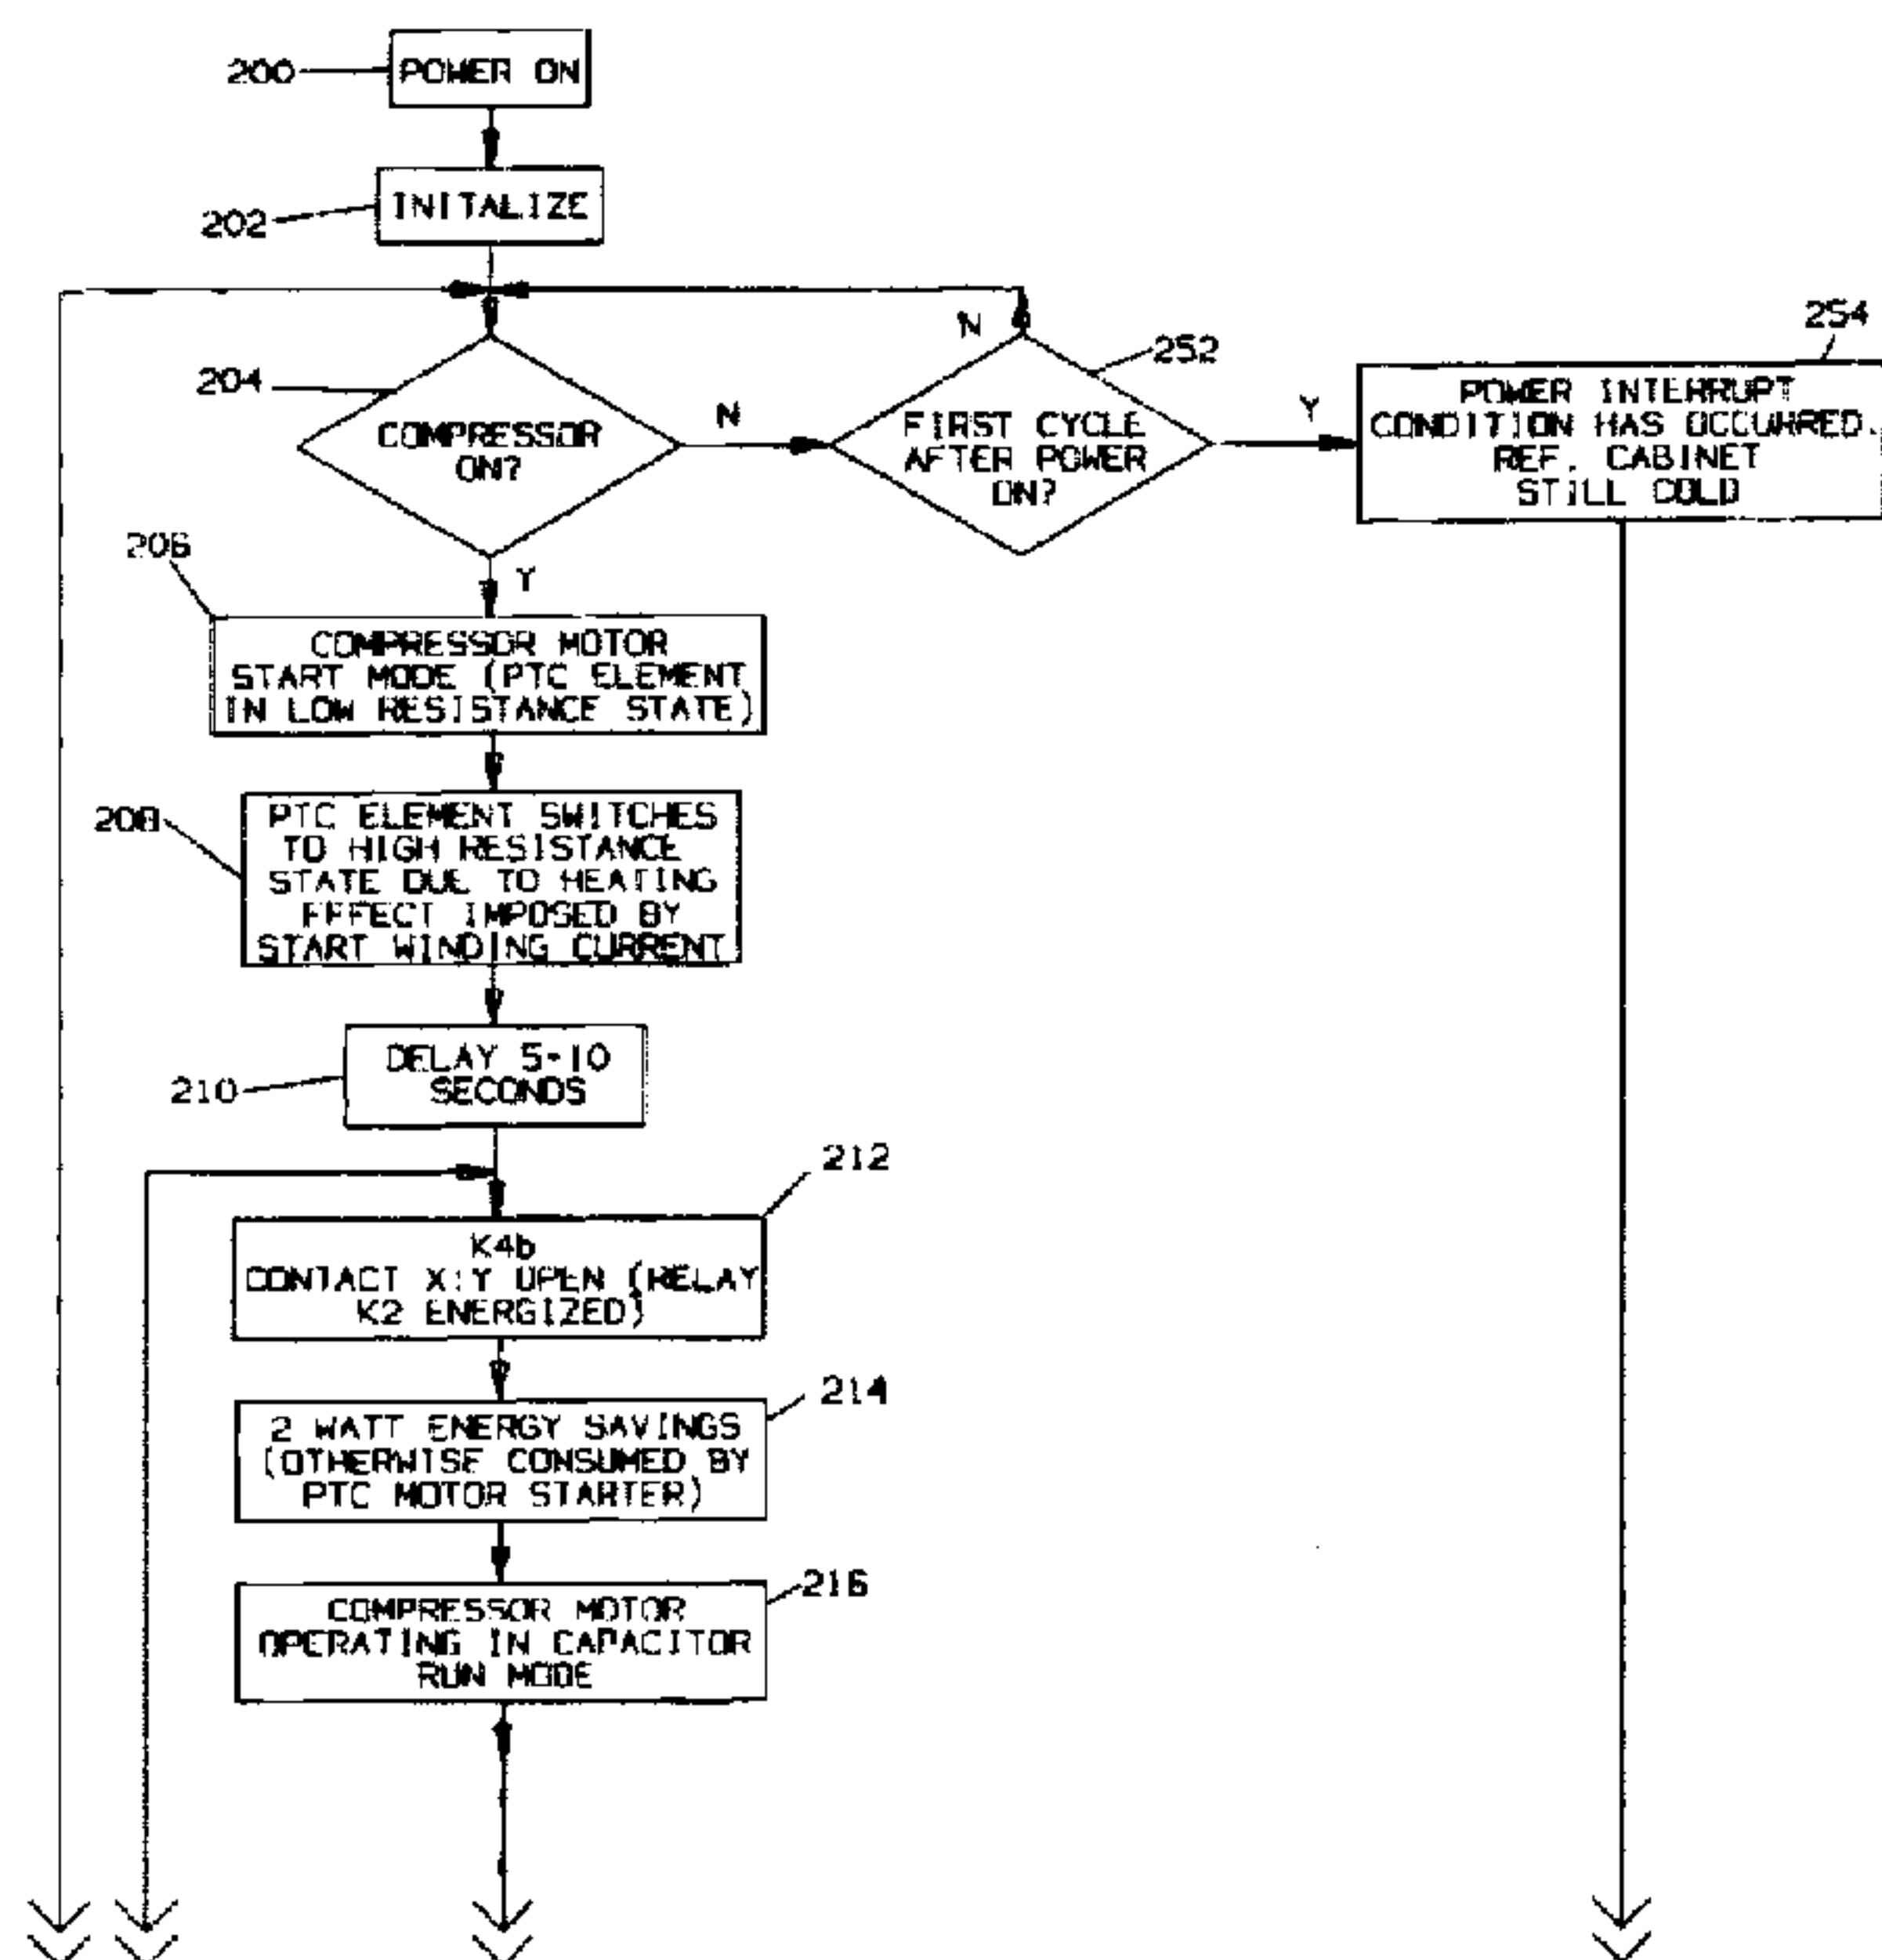 200
POWER ON
202
INITALIZE
204
COMPRESSOR
ON?
N
N
252
FIRST CYCLE
AFTER POWER
ON?
Y
254
POWER INTERRUPT
CONDITION HAS OCCURRED.
REF. CABINET
STILL COLD
Y
206
COMPRESSOR MOTOR
START MODE (PTC ELEMENT
IN LOW RESISTANCE STATE)
208
PTC ELEMENT SWITCHES
TO HIGH RESISTANCE
STATE DUE TO HEATING
EFFECT IMPOSED BY
START WINDING CURRENT
210
DELAY 5-10
SECONDS
212
K4b
CONTACT X:Y OPEN (RELAY
K2 ENERGIZED)
214
2 WATT ENERGY SAVINGS
(OTHERWISE CONSUMED BY
PTC MOTOR STARTER)
216
COMPRESSOR MOTOR
OPERATING IN CAPACITOR
RUN MODE